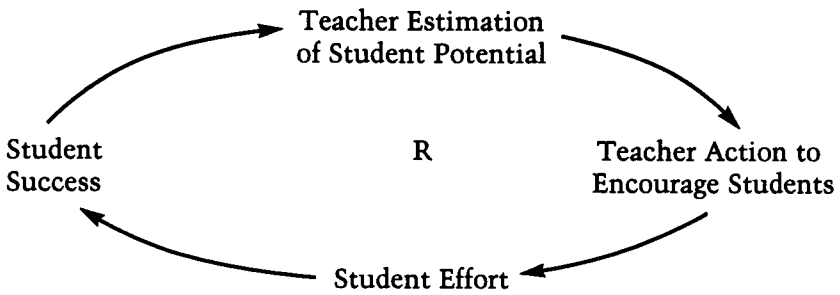 Teacher Estimation
of Student Potential
Student
Success
R
Teacher Action to
Encourage Students
Student Effort